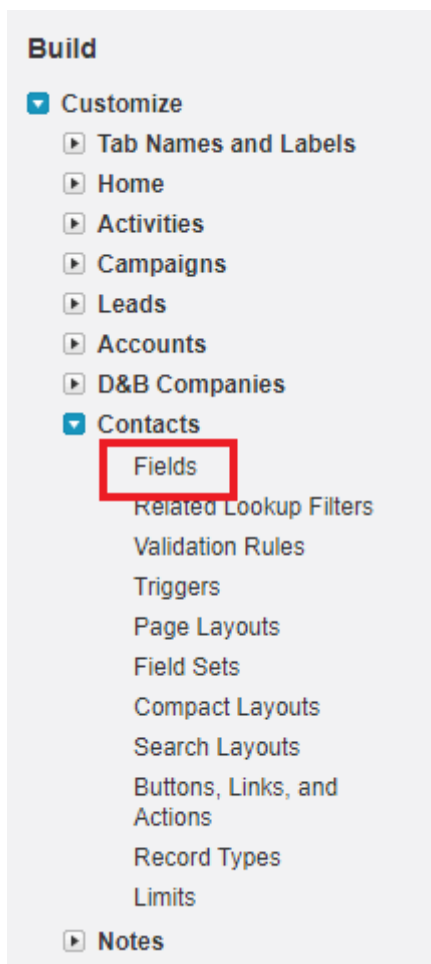 Build
Customize
Tab Names and Labels
Home
Activities
Campaigns
Leads
Accounts
D&B Companies
Contacts
Fields
Related Lookup Filters
Validation Rules
Triggers
Page Layouts
Field Sets
Compact Layouts
Search Layouts
Buttons, Links, and
Actions
Record Types
Limits
Notes